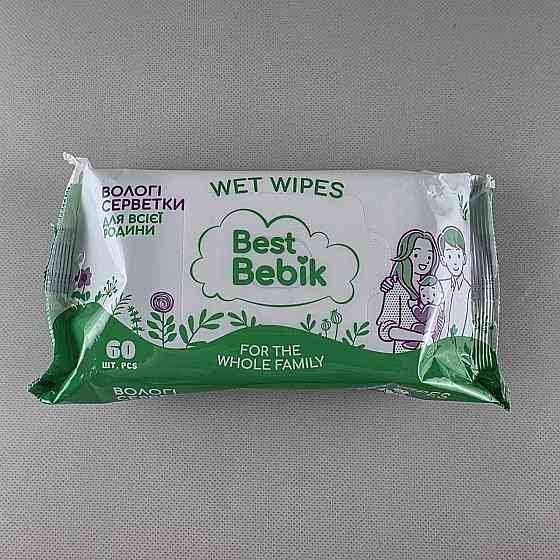 WET WIPES
ВОЛОГІ
СЕРВЕТКИ
ДЛЯ ВСІЄЇ
РОДИНИ
Best
Bebik
60
ШТ. PCS
FOR THE
WHOLE FAMILY
ВОЛОГІ